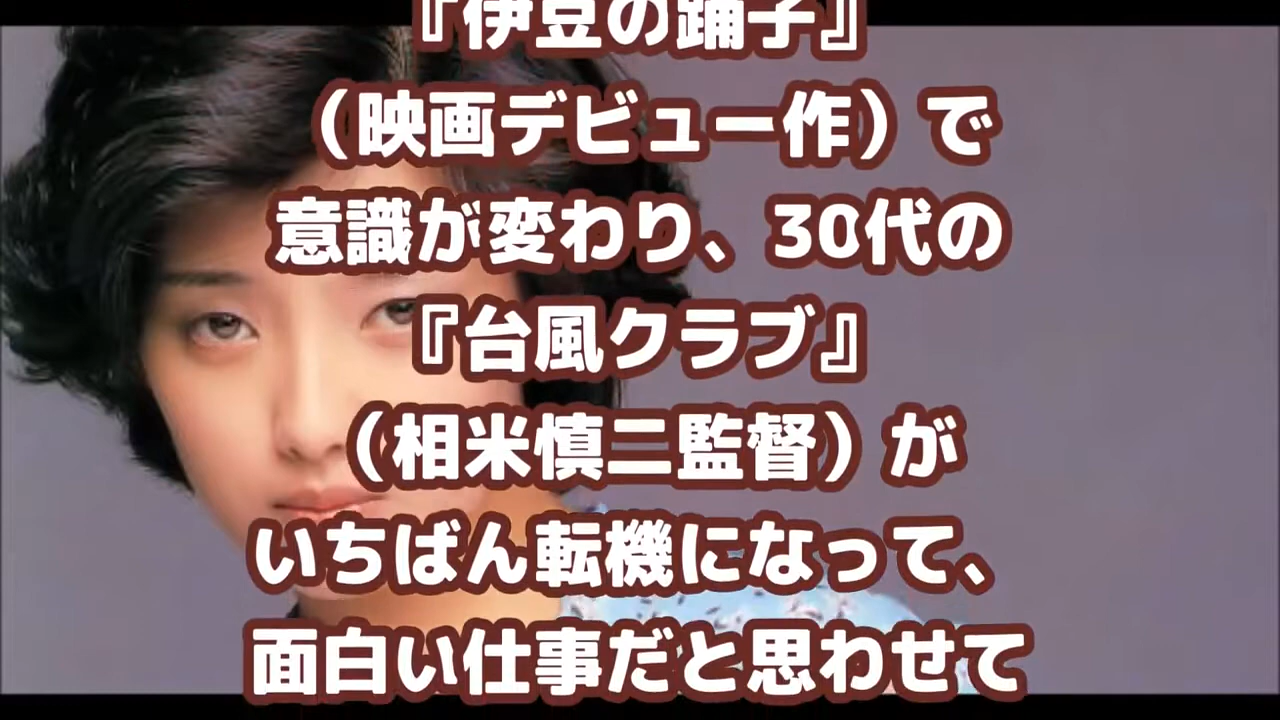 『伊豆の踊子』
（映画デビュー作）で
意識が変わり、30代の
『台風クラブ』
（相米慎二監督）が
いちばん転機になって、
面白い仕事だと思わせて